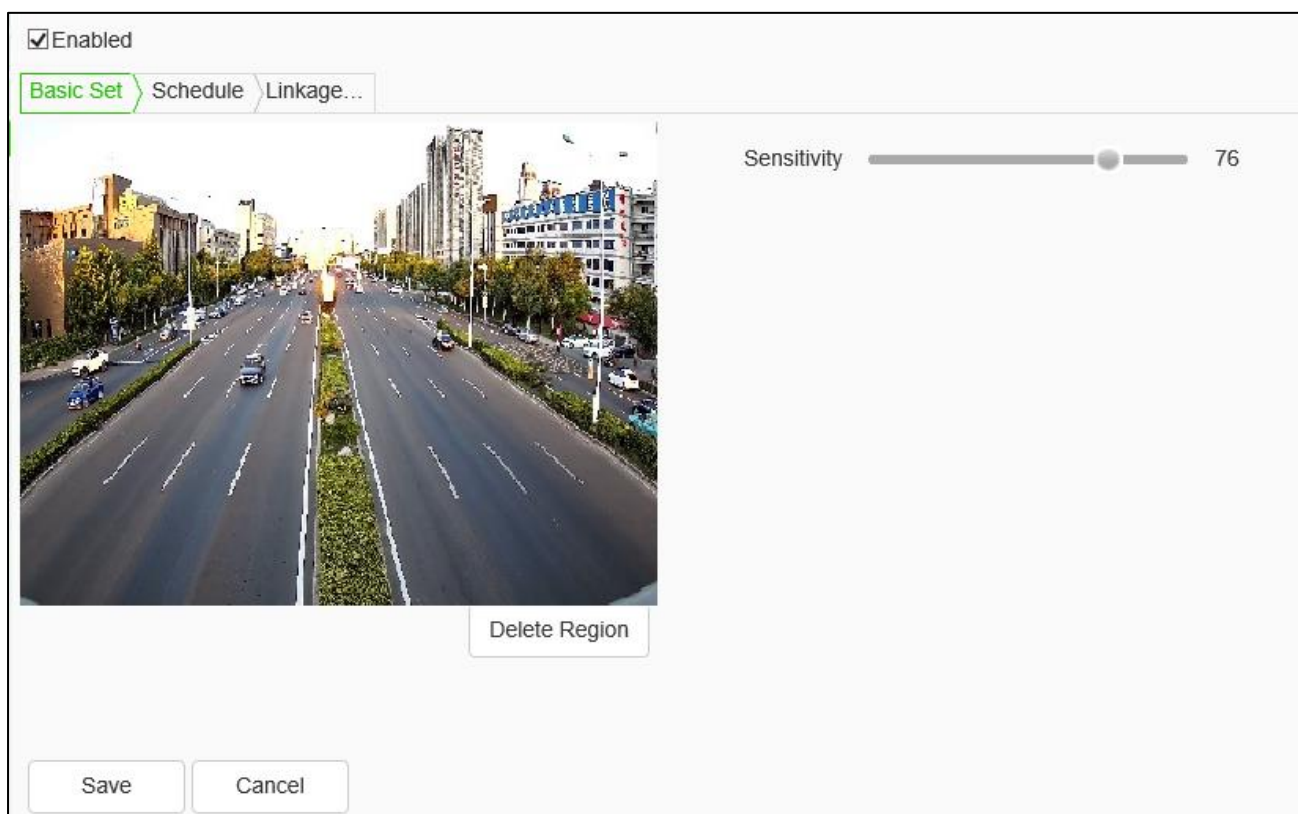 Enabled
Basic Set Schedule Linkage...
Sensitivity 76
Delete Region
Save Cancel